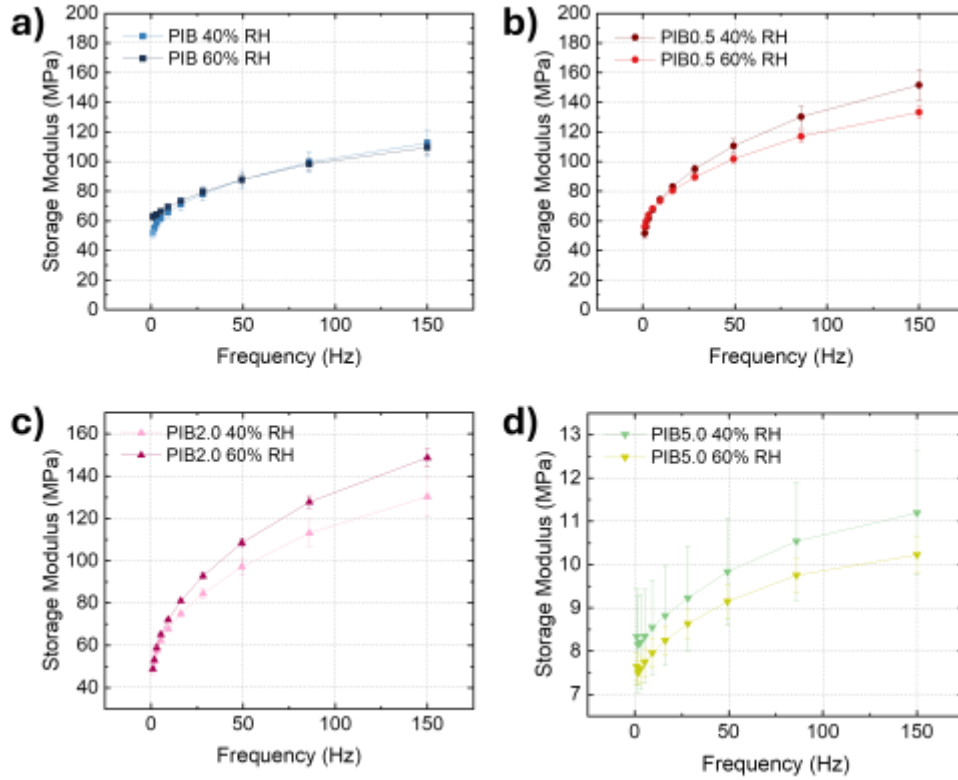 a)
PIB 40% RH
PIB 60% RH
Storage Modulus (MPa)
200
180
160
140
120
100
80
60
40
20
0
0 50 100 150
Frequency (Hz)
b)
PIB0.5 40% RH
PIB0.5 60% RH
Storage Modulus (MPa)
200
180
160
140
120
100
80
60
40
20
0
0 50 100 150
Frequency (Hz)
c)
PIB2.0 40% RH
PIB2.0 60% RH
Storage Modulus (MPa)
160
140
120
100
80
60
40
0 50 100 150
Frequency (Hz)
d)
PIB5.0 40% RH
PIB5.0 60% RH
Storage Modulus (MPa)
13
12
11
10
9
8
7
0 50 100 150
Frequency (Hz)